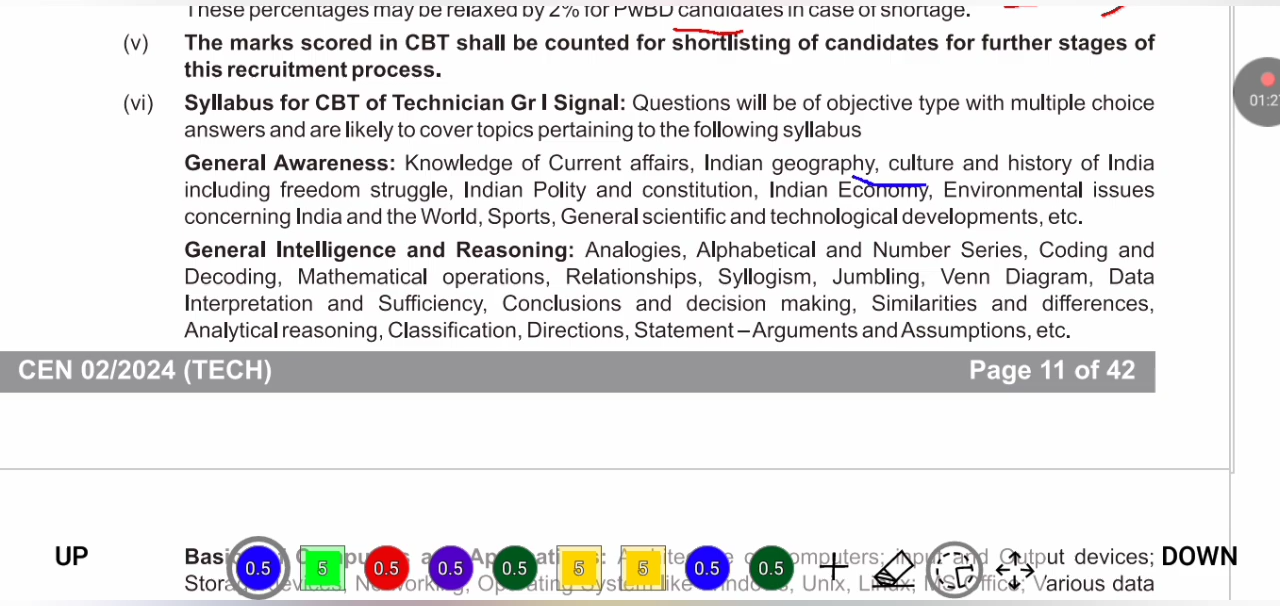 These percentages may be relaxed by 2% for PwBD candidates in case of shortage.
(v) The marks scored in CBT shall be counted for shortlisting of candidates for further stages of
this recruitment process.
(vi) Syllabus for CBT of Technician Gr I Signal: Questions will be of objective type with multiple choice
answers and are likely to cover topics pertaining to the following syllabus
General Awareness: Knowledge of Current affairs, Indian geography, culture and history of India
including freedom struggle, Indian Polity and constitution, Indian Economy, Environmental issues
concerning India and the World, Sports, General scientific and technological developments, etc.
General Intelligence and Reasoning: Analogies, Alphabetical and Number Series, Coding and
Decoding, Mathematical operations, Relationships, Syllogism, Jumbling, Venn Diagram, Data
Interpretation and Sufficiency, Conclusions and decision making, Similarities and differences,
Analytical reasoning, Classification, Directions, Statement – Arguments and Assumptions, etc.
CEN 02/2024 (TECH) Page 11 of 42
01:2
UP
and Output devices;
DOWN
0.5 5 0.5 0.5 0.5 5 5 0.5 0.5
Unix, Various data